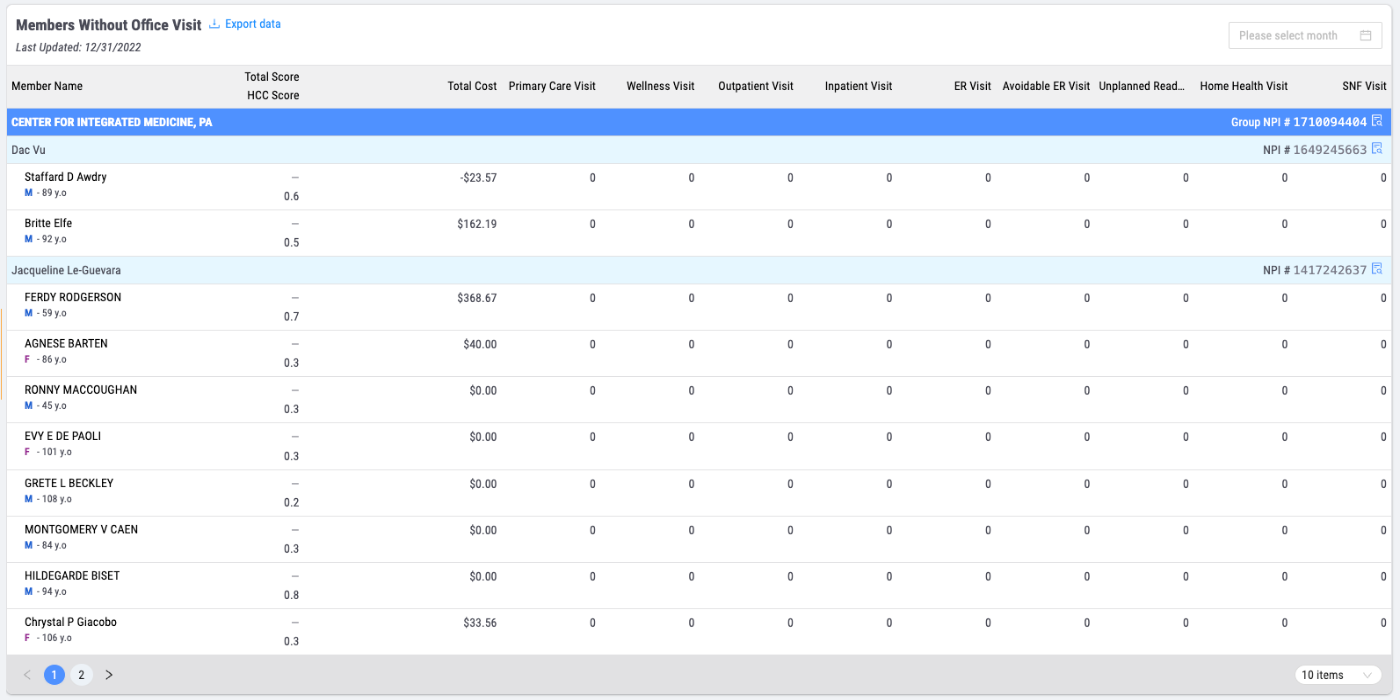 Members Without Office Visit Export data
Last Updated: 12/31/2022
Please select month
Member Name Total Score HCC Score Total Cost Primary Care Visit Wellness Visit Outpatient Visit Inpatient Visit ER Visit Avoidable ER Visit Unplanned Read... Home Health Visit SNF Visit
CENTER FOR INTEGRATED MEDICINE, PA Group NPI # 1710094404
Dac Vu NPI # 1649245663
Staffard D Awdry – -$23.57 0 0 0 0 0 0 0 0 0
M - 89 y.o 0.6
Britte Elfe – $162.19 0 0 0 0 0 0 0 0 0
M - 92 y.o 0.5
Jacqueline Le-Guevara NPI # 1417242637
FERDY RODGERSON – $368.67 0 0 0 0 0 0 0 0 0
M - 59 y.o 0.7
AGNESE BARTEN – $40.00 0 0 0 0 0 0 0 0 0
F - 86 y.o 0.3
RONNY MACCOUGHAN – $0.00 0 0 0 0 0 0 0 0 0
M - 45 y.o 0.3
EVY E DE PAOLI – $0.00 0 0 0 0 0 0 0 0 0
F - 101 y.o 0.3
GRETE L BECKLEY – $0.00 0 0 0 0 0 0 0 0 0
M - 108 y.o 0.2
MONTGOMERY V CAEN – $0.00 0 0 0 0 0 0 0 0 0
M - 84 y.o 0.3
HILDEGARDE BISET – $0.00 0 0 0 0 0 0 0 0 0
M - 94 y.o 0.8
Chrystal P Giacobo – $33.56 0 0 0 0 0 0 0 0 0
F - 106 y.o 0.3
< 1 2 > 10 items